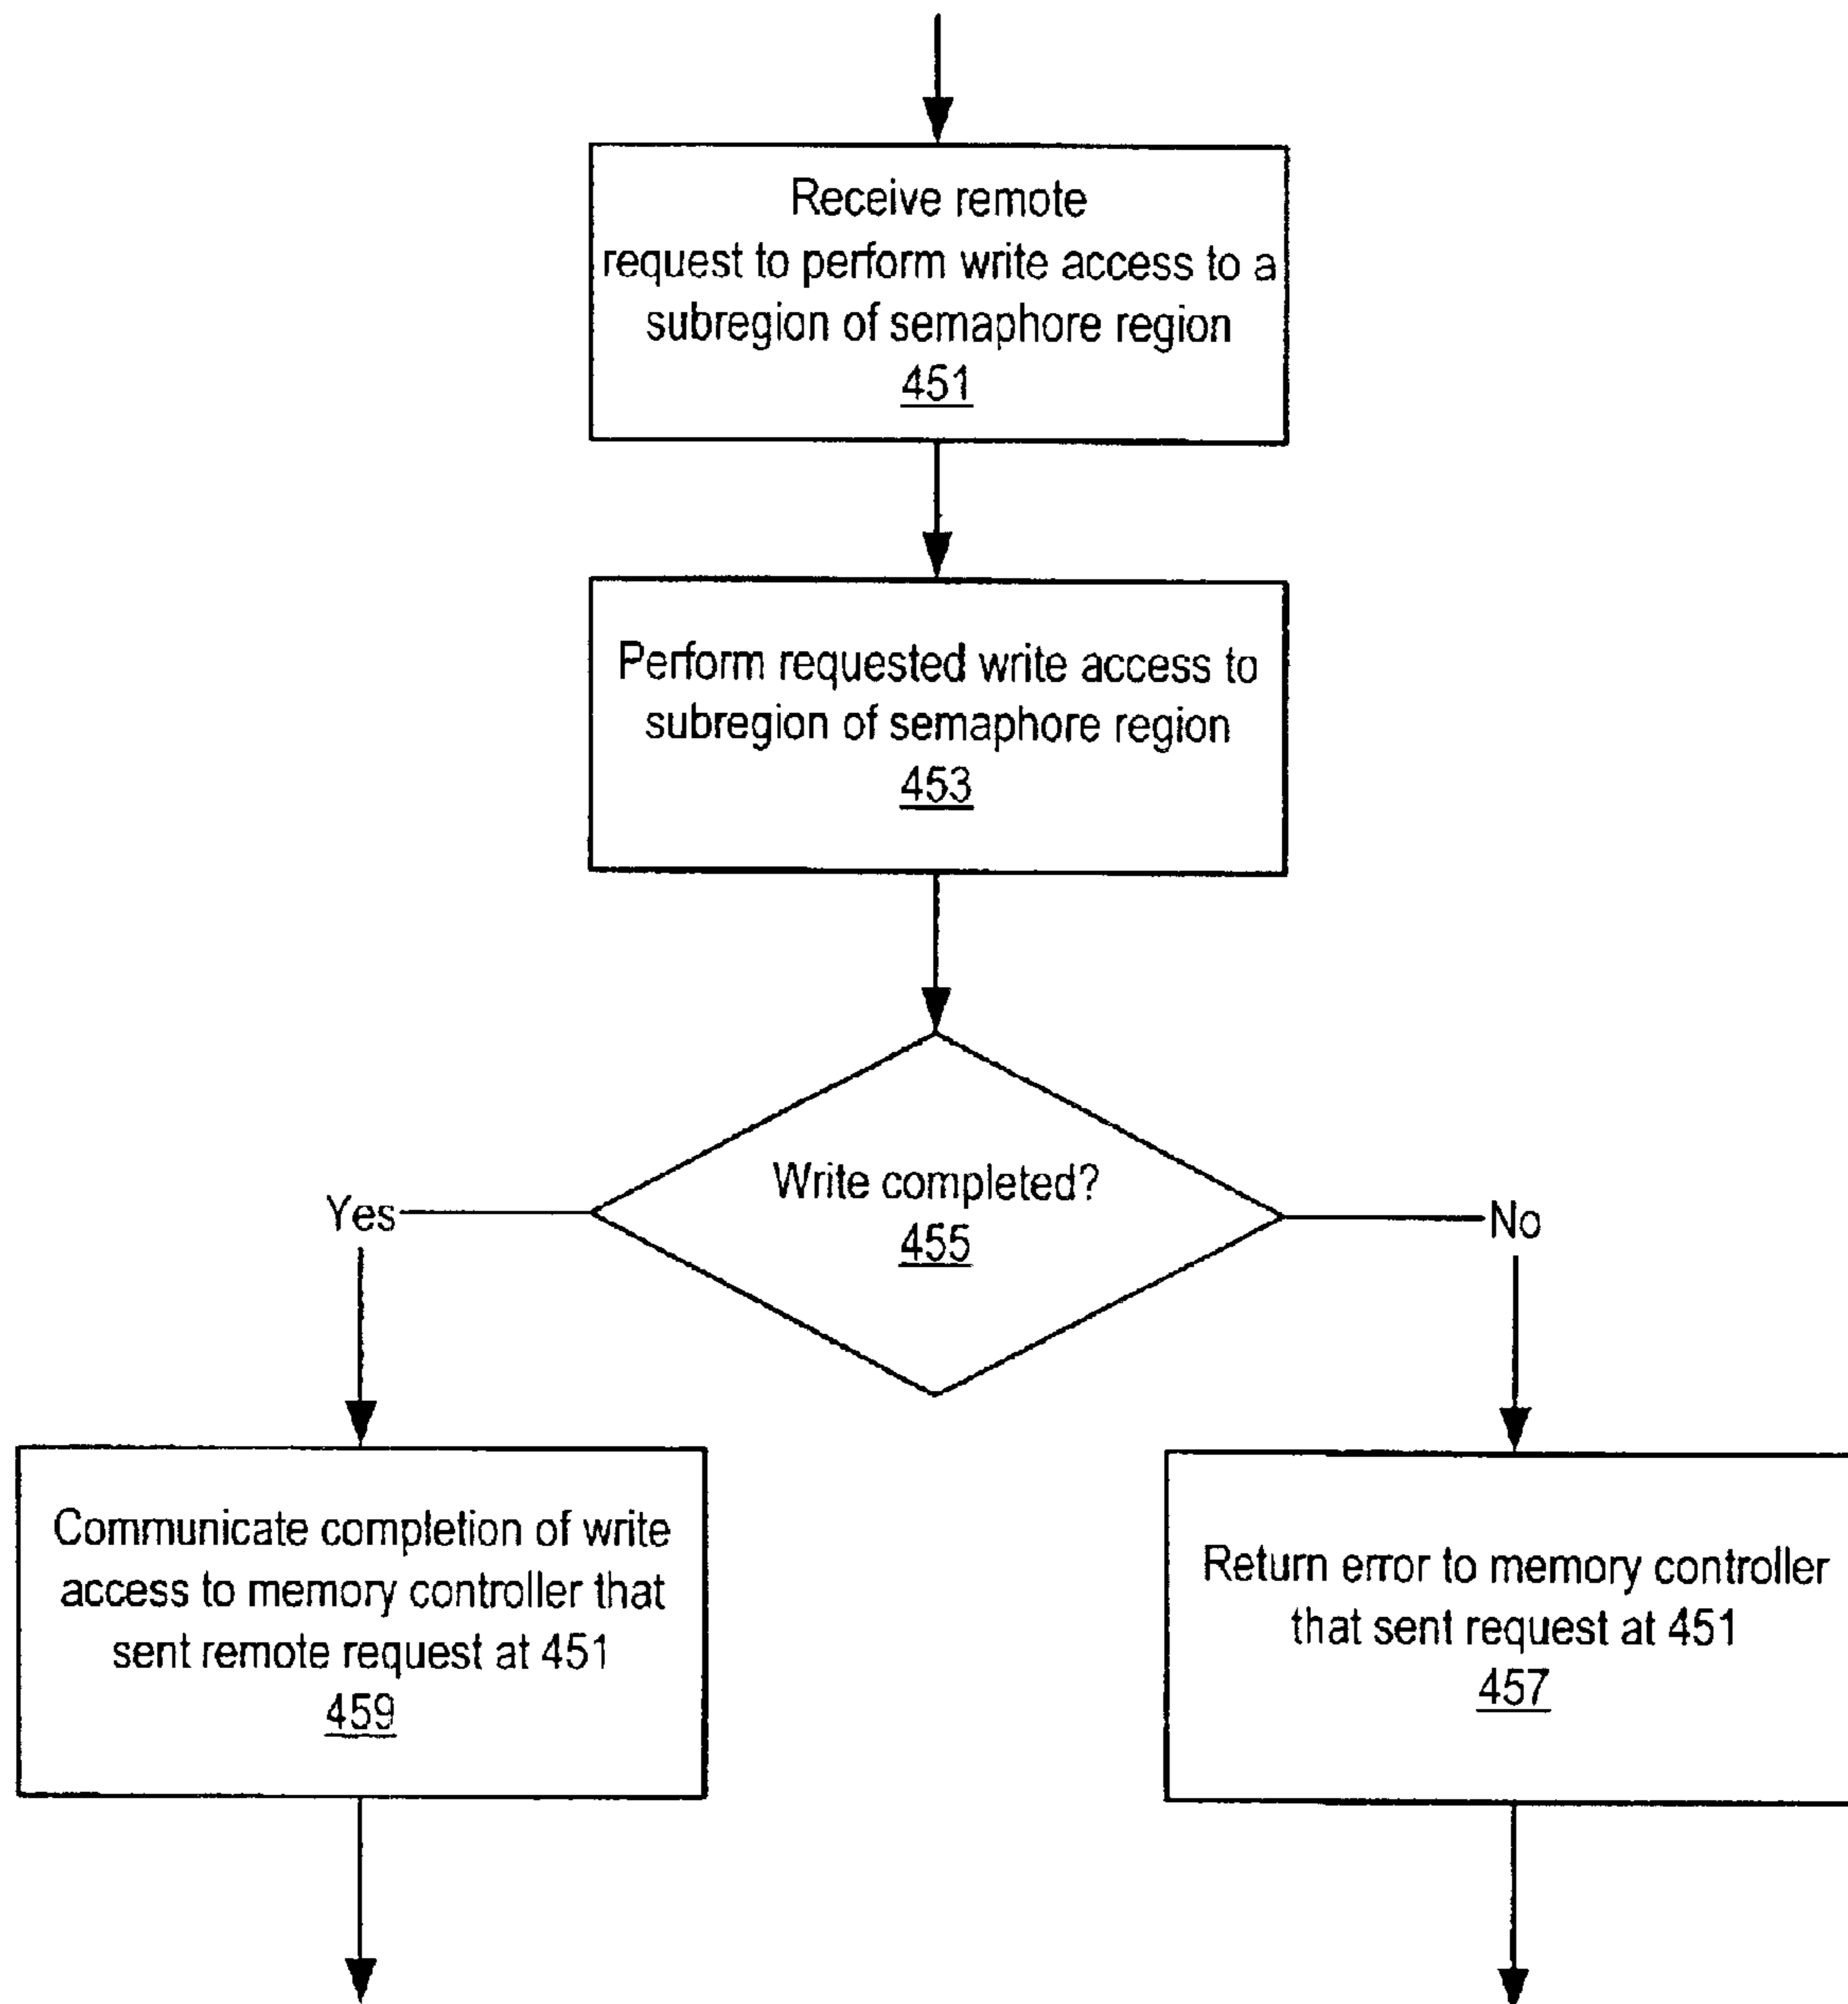 Receive remote
request to perform write access to a
subregion of semaphore region
451
Perform requested write access to
subregion of semaphore region
453
Write completed?
455
Yes
No
Communicate completion of write
access to memory controller that
sent remote request at 451
459
Return error to memory controller
that sent request at 451
457